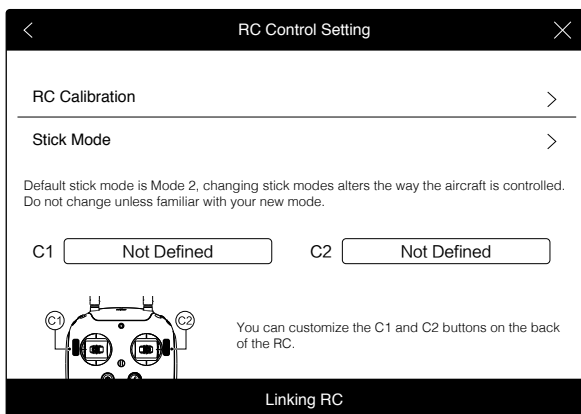 RC Control Setting
RC Calibration
Stick Mode
Default stick mode is Mode 2, changing stick modes alters the way the aircraft is controlled.
Do not change unless familiar with your new mode.
C1 Not Defined C2 Not Defined
C1 C2
You can customize the C1 and C2 buttons on the back
of the RC.
Linking RC